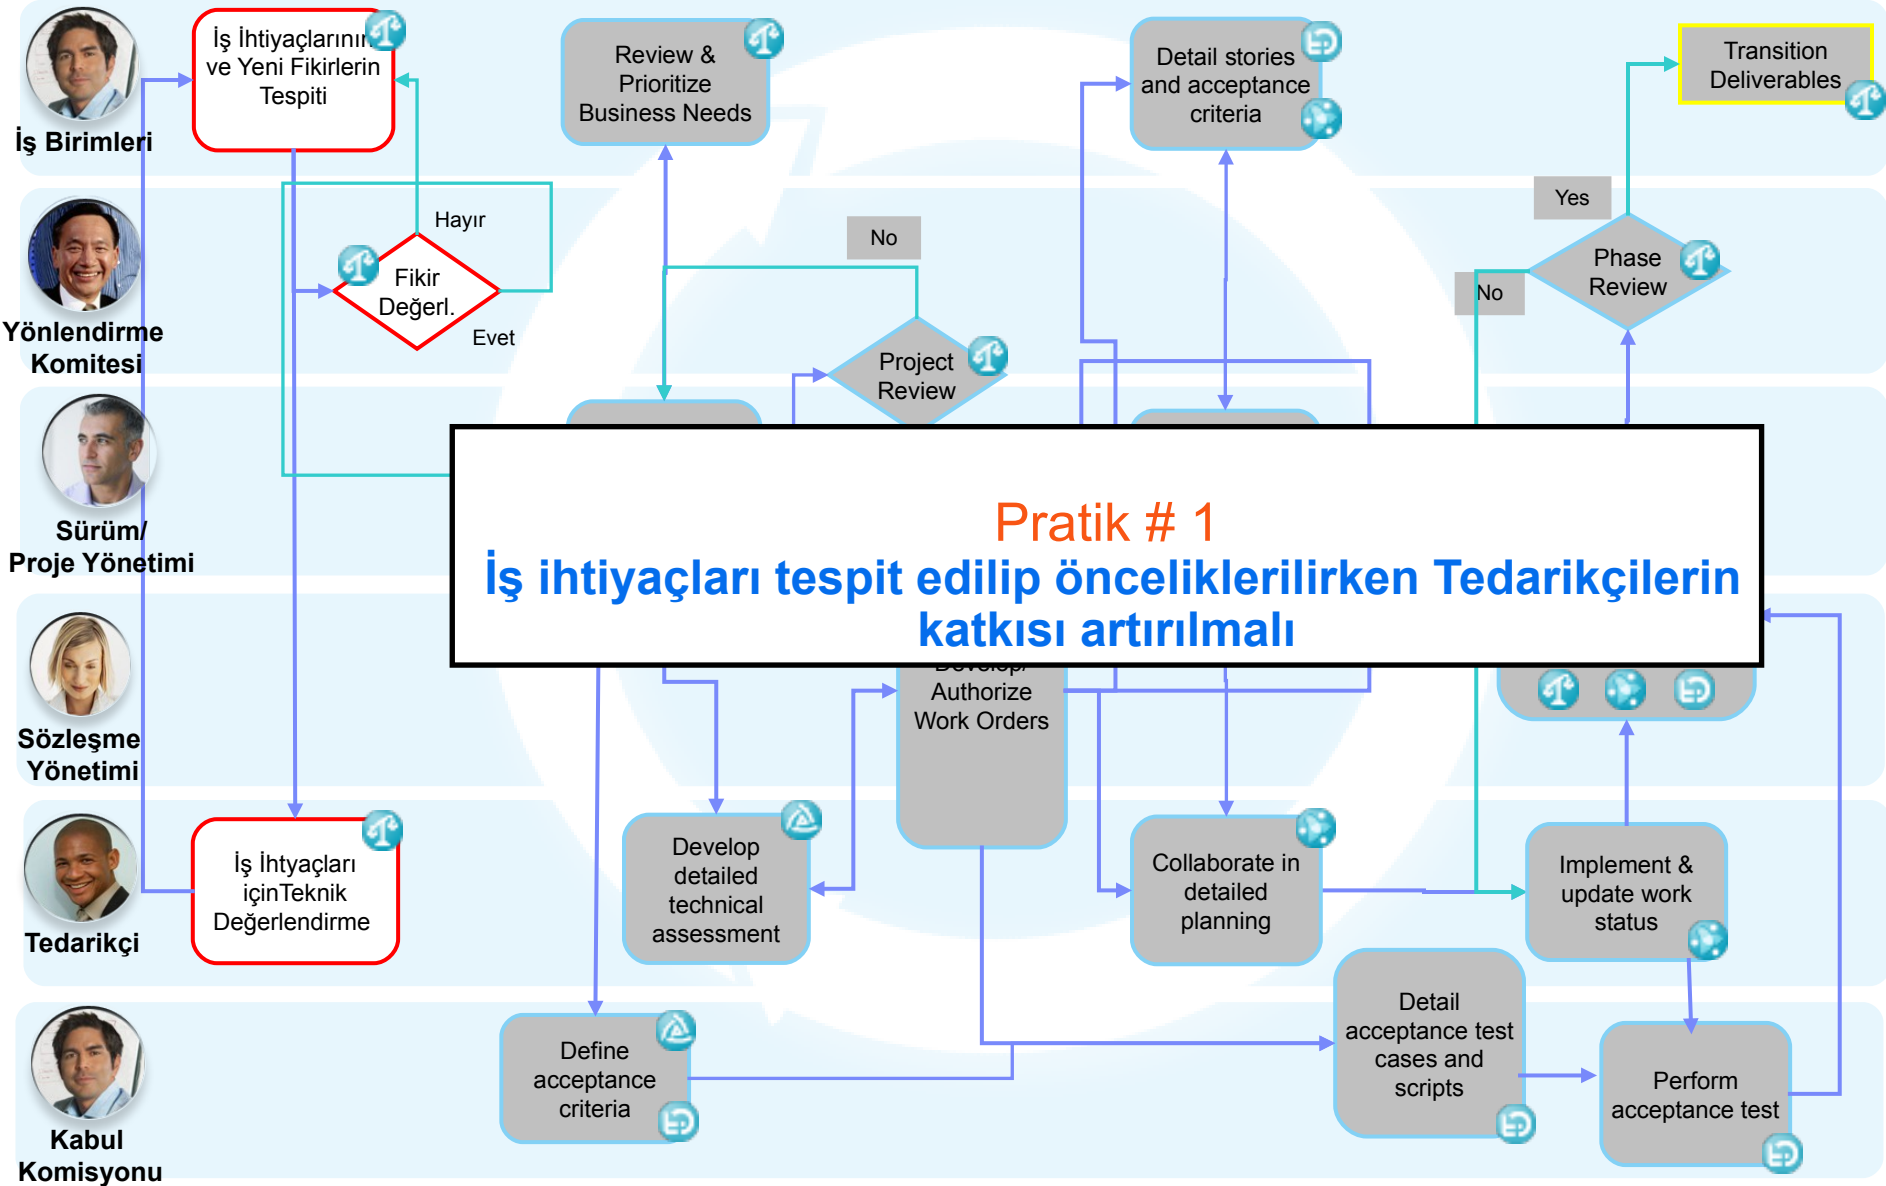 İş İhtiyaçlarının
ve Yeni Fikirlerin
Tespiti
Review &
Prioritize
Business Needs
Detail stories
and acceptance
criteria
Transition
Deliverables
İş Birimleri
Hayır
Fikir
Değerl.
Evet
No
Project
Review
Yes
Phase
Review
No
Yönlendirme
Komitesi
Sürüm/
Proje Yönetimi
Pratik # 1
İş ihtiyaçları tespit edilip önceliklerilirken Tedarikçilerin
katkısı artırılmalı
Develop/
Authorize
Work Orders
Sözleşme
Yönetimi
İş İhtyaçları
içinTeknik
Değerlendirme
Develop
detailed
technical
assessment
Collaborate in
detailed
planning
Implement &
update work
status
Tedarikçi
Define
acceptance
criteria
Detail
acceptance test
cases and
scripts
Perform
acceptance test
Kabul
Komisyonu